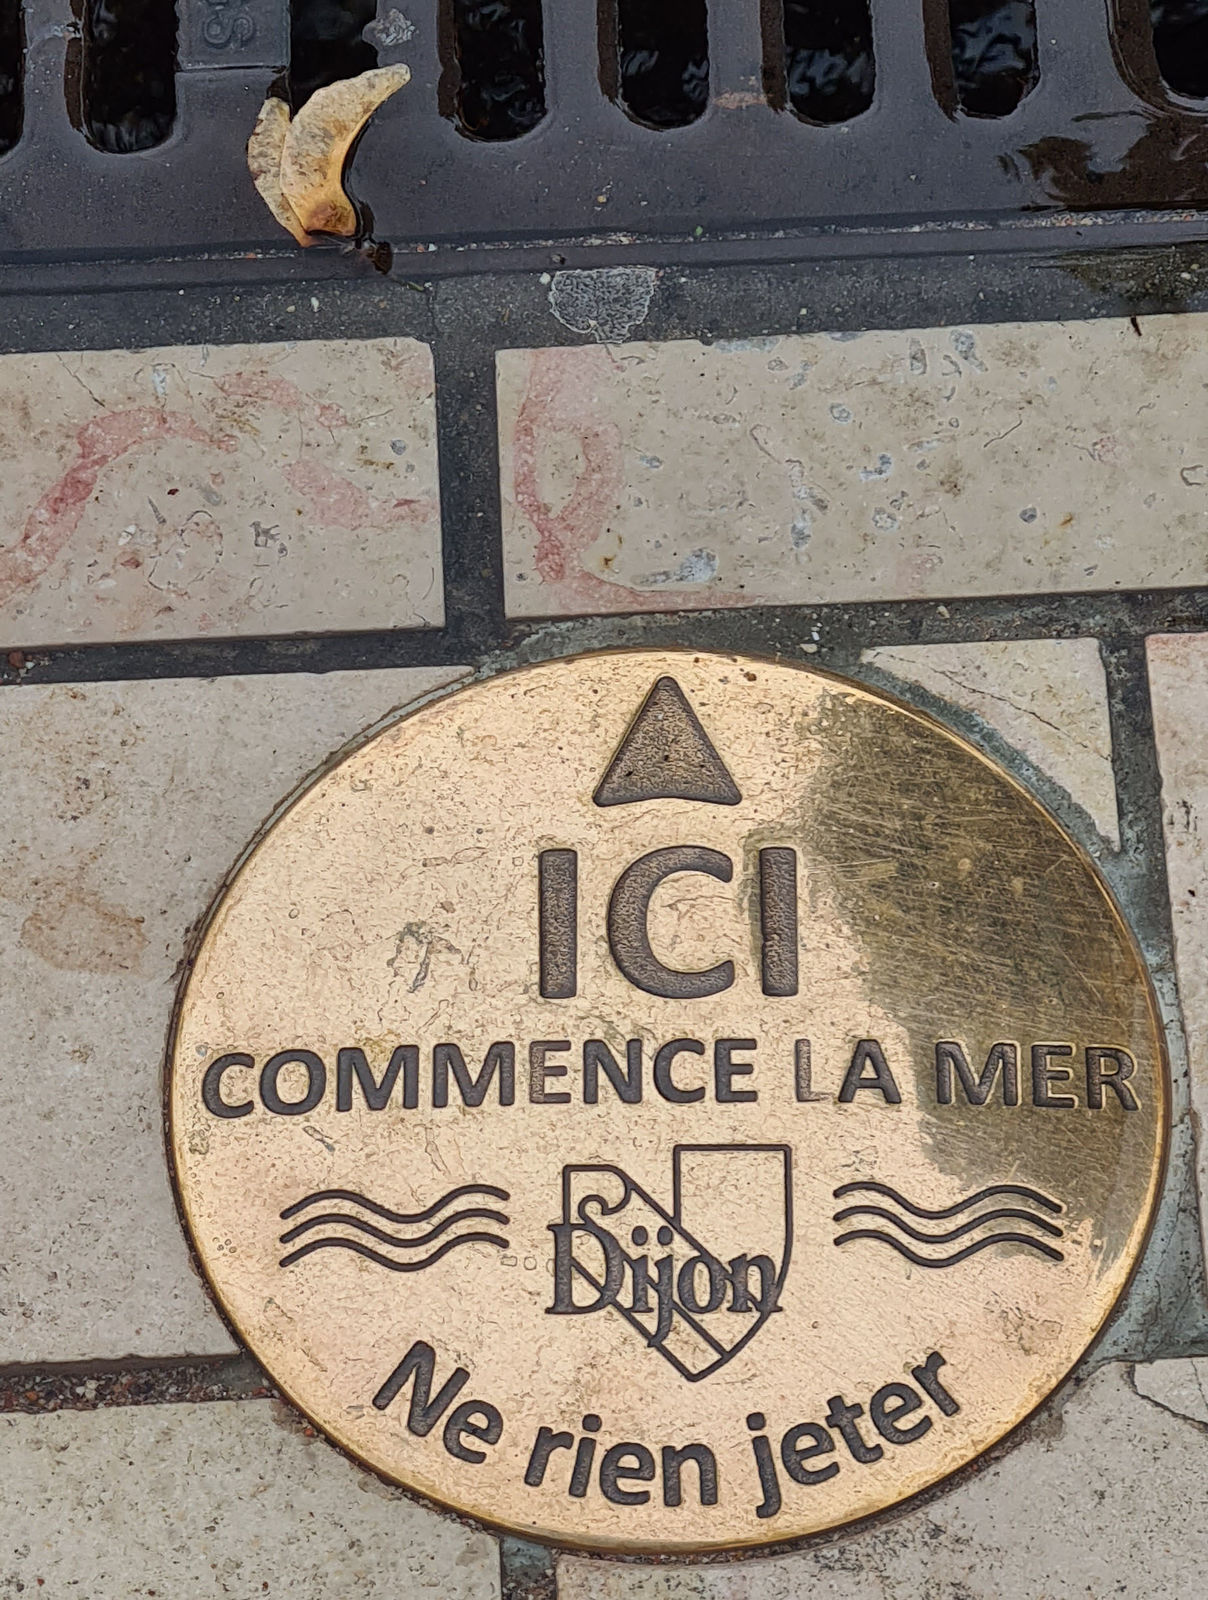 ICI
COMMENCE LA MER
Dijon
Ne rien jeter